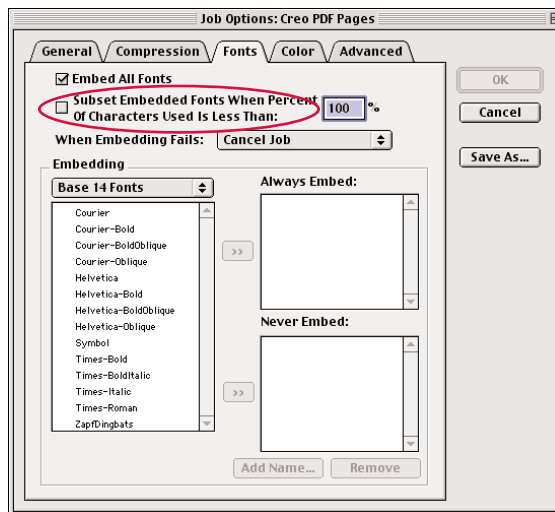 Job Options: Creo PDF Pages
General Compression Fonts Color Advanced
Embed All Fonts
OK
Subset Embedded Fonts When Percent
Of Characters Used Is Less Than:
100 %
Cancel
When Embedding Fails: Cancel Job
Save As...
Embedding
Base 14 Fonts
Courier
Courier-Bold
Courier-BoldOblique
Courier-Oblique
Helvetica
Helvetica-Bold
Helvetica-BoldOblique
Helvetica-Oblique
Symbol
Times-Bold
Times-BoldItalic
Times-Italic
Times-Roman
ZapfDingbats
>>
>>
Always Embed:
Never Embed:
Add Name... Remove